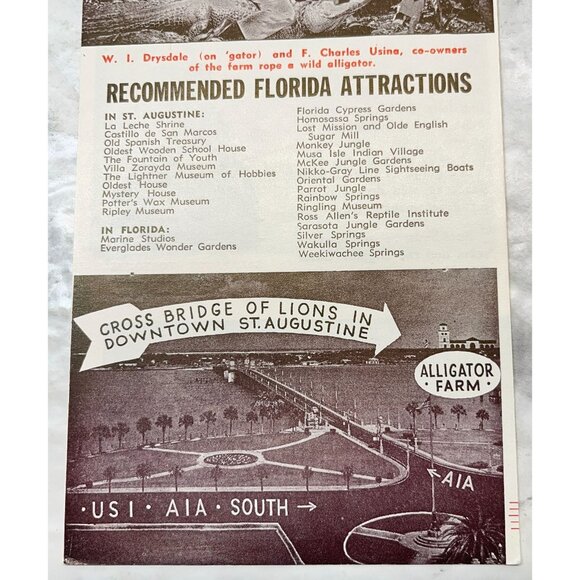 W. I. Drysdale (on 'gator) and F. Charles Usina, co-owners
of the farm rope a wild alligator.
RECOMMENDED FLORIDA ATTRACTIONS
IN ST. AUGUSTINE:
La Leche Shrine
Castillo de San Marcos
Old Spanish Treasury
Oldest Wooden School House
The Fountain of Youth
Villa Zorayda Museum
The Lightner Museum of Hobbies
Oldest House
Mystery House
Potter's Wax Museum
Ripley Museum
IN FLORIDA:
Marine Studios
Everglades Wonder Gardens
Florida Cypress Gardens
Homosassa Springs
Lost Mission and Olde English
Sugar Mill
Monkey Jungle
Musa Isle Indian Village
McKee Jungle Gardens
Nikko-Gray Line Sightseeing Boats
Oriental Gardens
Parrot Jungle
Rainbow Springs
Ringling Museum
Ross Allen's Reptile Institute
Sarasota Jungle Gardens
Silver Springs
Wakulla Springs
Weekiwachee Springs
CROSS BRIDGE OF LIONS IN
DOWNTOWN ST. AUGUSTINE
ALLIGATOR
· FARM ·
A1A
· US 1 · A1A · SOUTH →